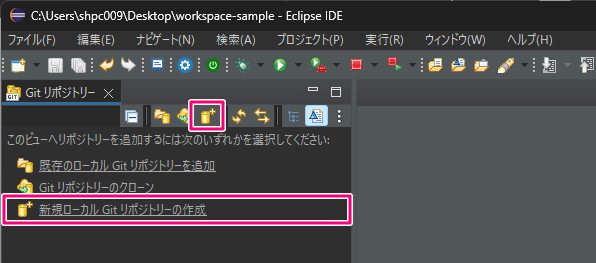 C:\Users\shpc009\Desktop\workspace-sample - Eclipse IDE
ファイル(F) 編集(E) ナビゲート(N) 検索(A) プロジェクト(P) 実行(R) ウィンドウ(W) ヘルプ(H)
GIT Git リポジトリー
このビューへリポジトリーを追加するには次のいずれかを選択してください:
既存のローカル Git リポジトリーを追加
Git リポジトリーのクローン
新規ローカル Git リポジトリーの作成